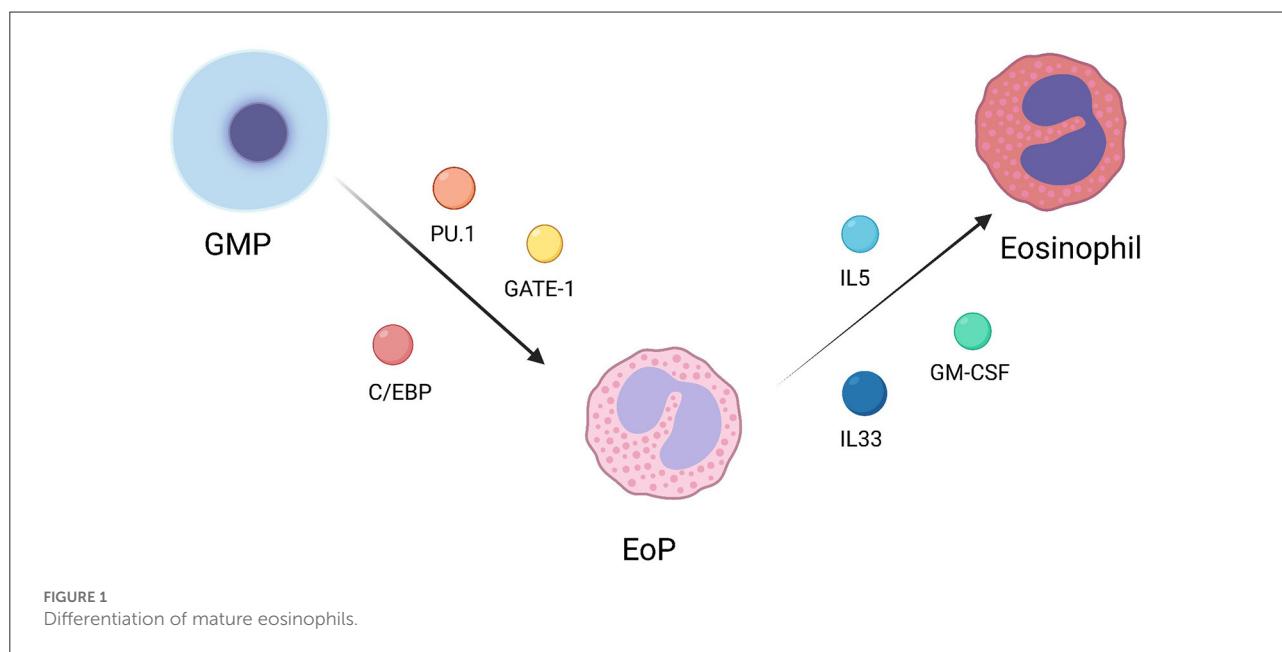 GMP
PU.1
GATE-1
C/EBP
EoP
IL5
GM-CSF
IL33
Eosinophil
FIGURE 1
Differentiation of mature eosinophils.